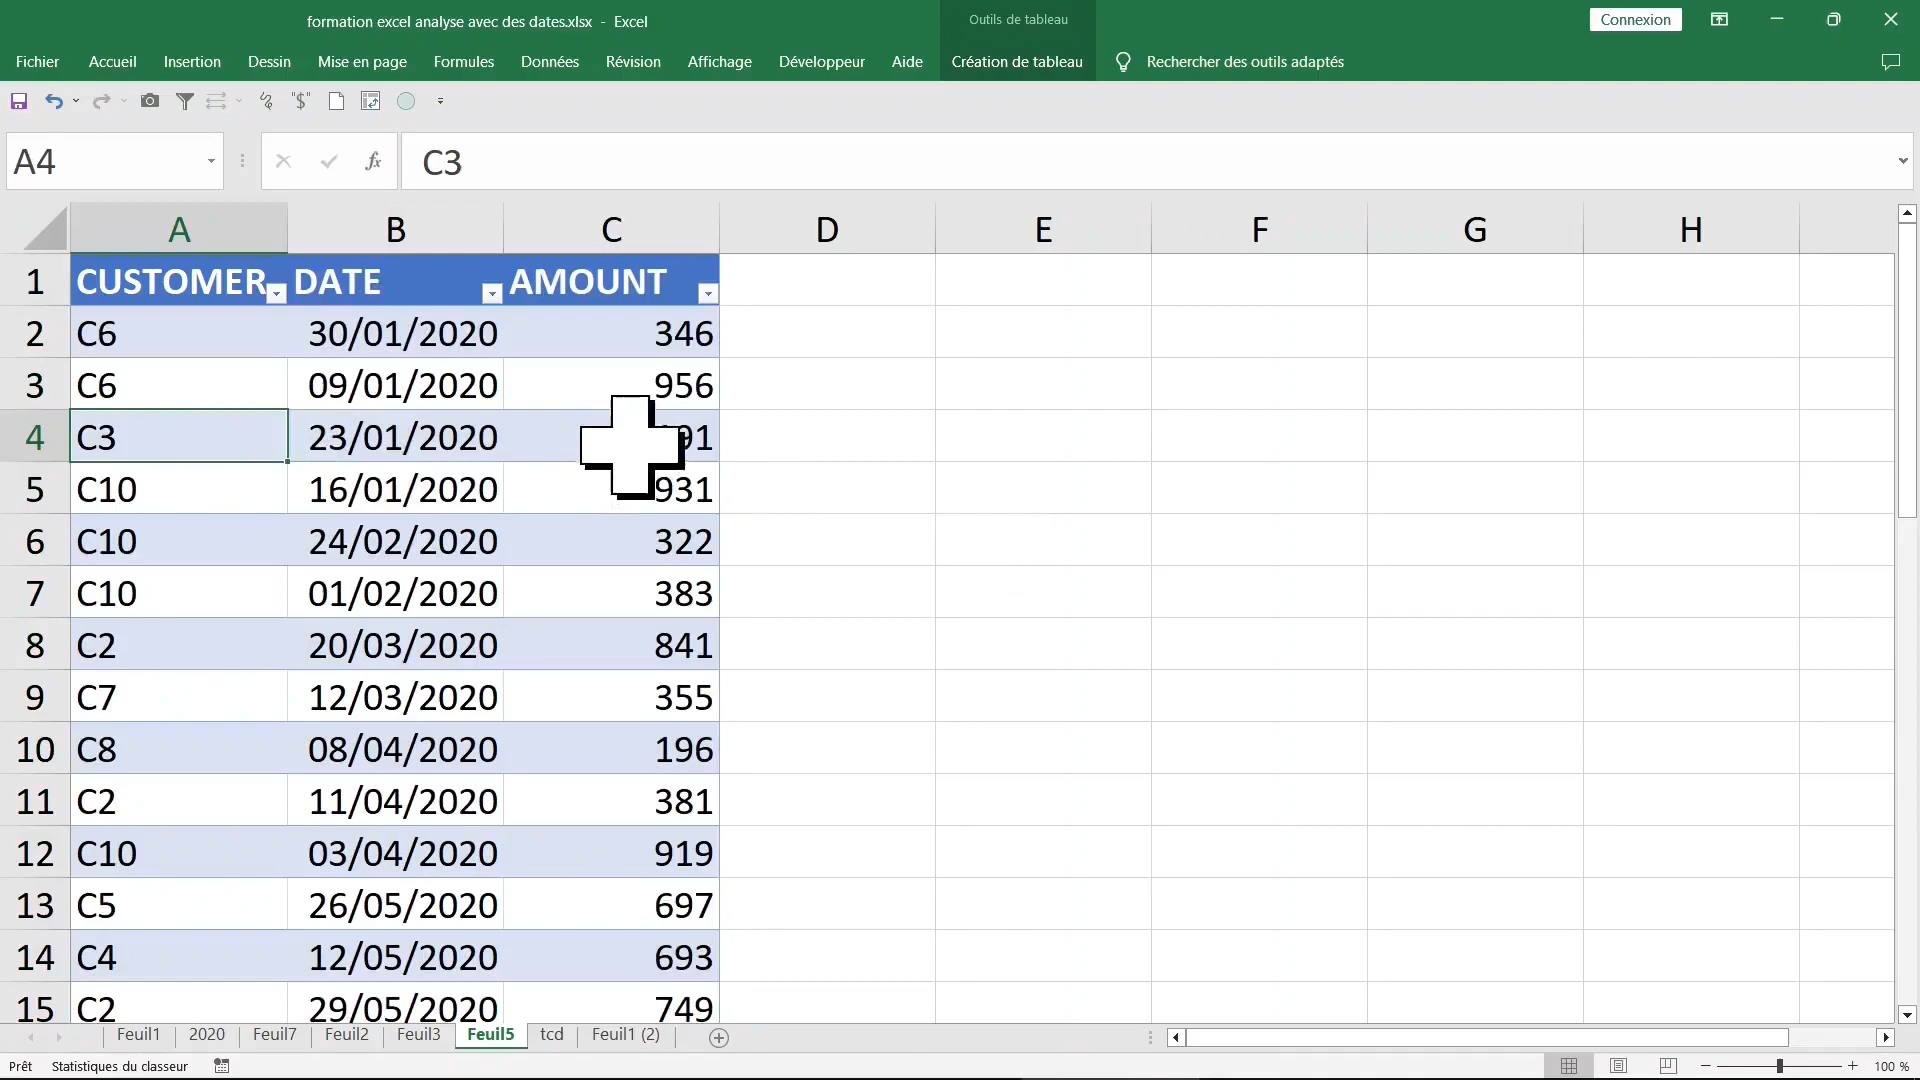 formation excel analyse avec des dates.xlsx - Excel
Outils de tableau
Connexion
Fichier Accueil Insertion Dessin Mise en page Formules Données Révision Affichage Développeur Aide Création de tableau Rechercher des outils adaptés
"$"
A4 fx C3
A B C D E F G H
1 CUSTOMER DATE AMOUNT
2 C6 30/01/2020 346
3 C6 09/01/2020 956
4 C3 23/01/2020
5 C10 16/01/2020 931
6 C10 24/02/2020 322
7 C10 01/02/2020 383
8 C2 20/03/2020 841
9 C7 12/03/2020 355
10 C8 08/04/2020 196
11 C2 11/04/2020 381
12 C10 03/04/2020 919
13 C5 26/05/2020 697
14 C4 12/05/2020 693
15 C2 29/05/2020 749
Feuil1 2020 Feuil7 Feuil2 Feuil3 Feuil5 tcd Feuil1 (2)
Prêt Statistiques du classeur 100 %